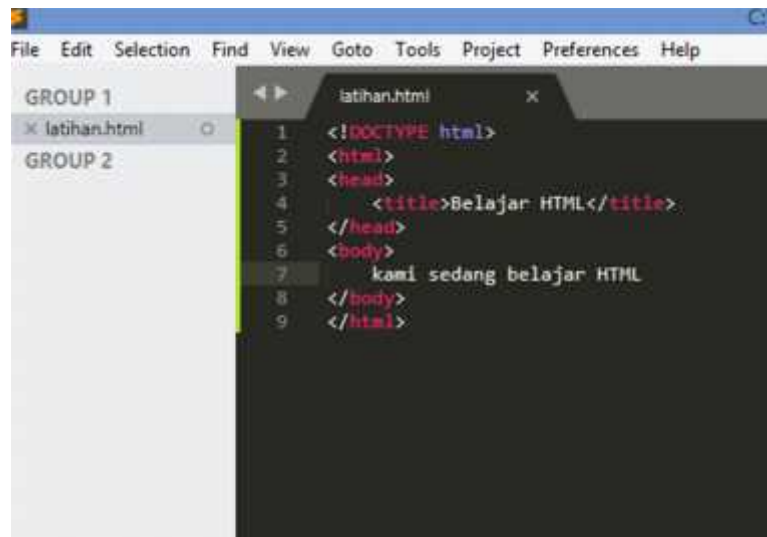 C:
File Edit Selection Find View Goto Tools Project Preferences Help
GROUP 1
latihan.html
GROUP 2
latihan.html ×
1 <!DOCTYPE html>
2 <html>
3 <head>
4 <title>Belajar HTML</title>
5 </head>
6 <body>
7 kami sedang belajar HTML
8 </body>
9 </html>